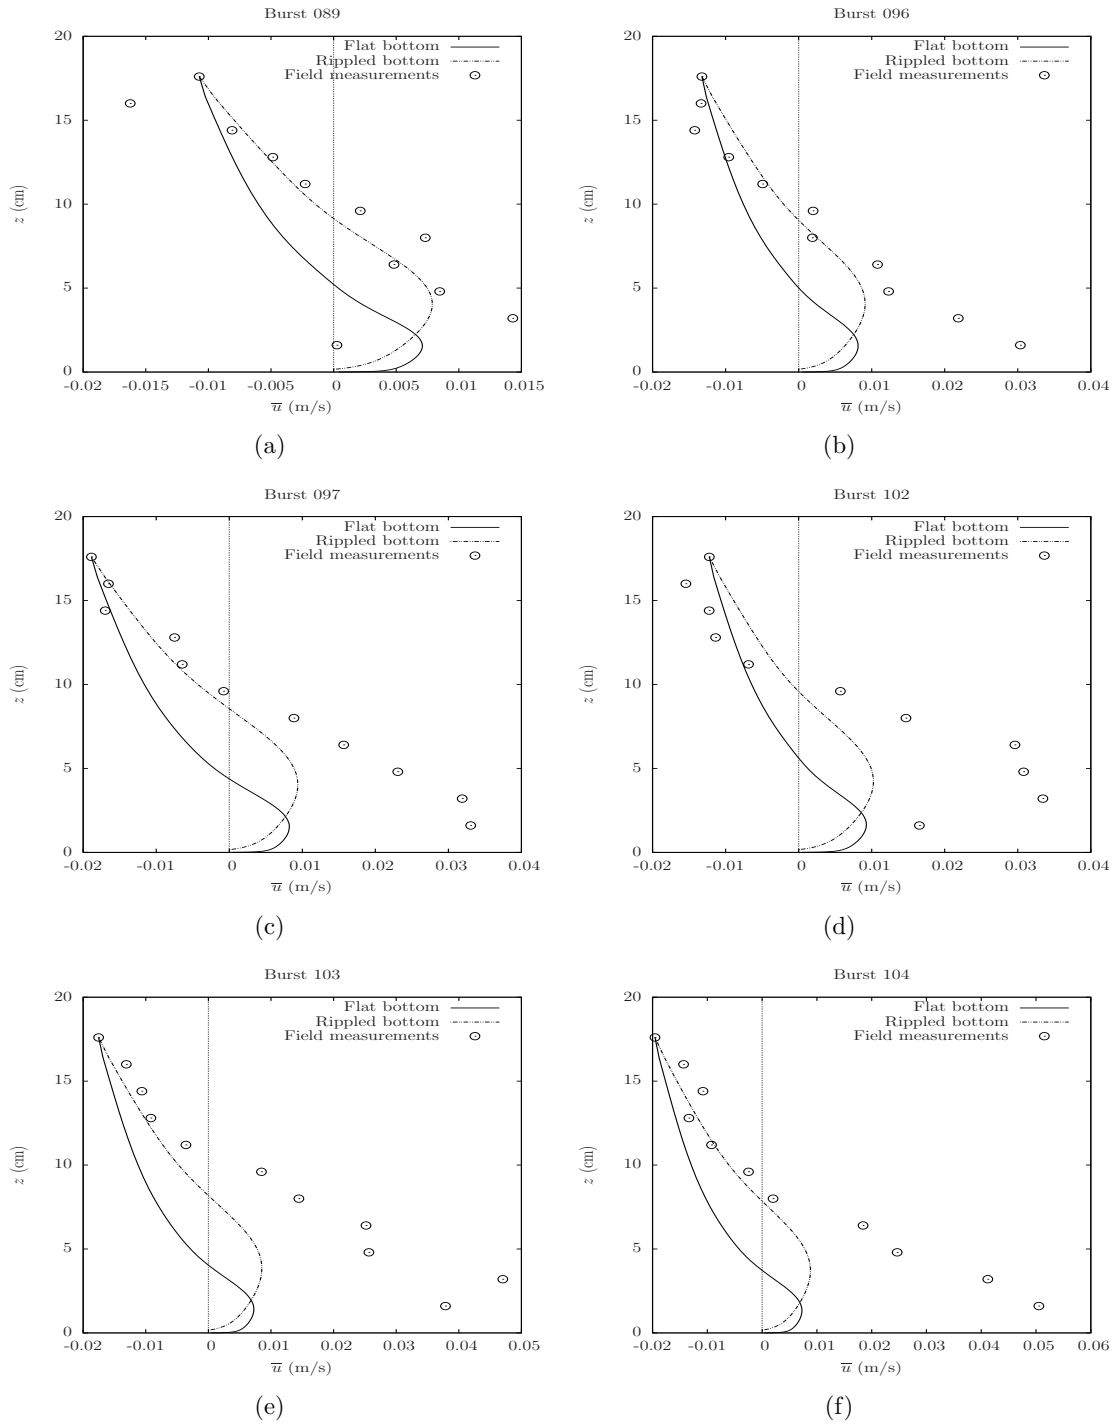 Burst 089
Flat bottom
Rippled bottom
Field measurements
20
15
10
5
0
z (cm)
-0.02 -0.015 -0.01 -0.005 0 0.005 0.01 0.015
u (m/s)
(a)
Burst 096
Flat bottom
Rippled bottom
Field measurements
20
15
10
5
0
z (cm)
-0.02 -0.01 0 0.01 0.02 0.03 0.04
u (m/s)
(b)
Burst 097
Flat bottom
Rippled bottom
Field measurements
20
15
10
5
0
z (cm)
-0.02 -0.01 0 0.01 0.02 0.03 0.04
u (m/s)
(c)
Burst 102
Flat bottom
Rippled bottom
Field measurements
20
15
10
5
0
z (cm)
-0.02 -0.01 0 0.01 0.02 0.03 0.04
u (m/s)
(d)
Burst 103
Flat bottom
Rippled bottom
Field measurements
20
15
10
5
0
z (cm)
-0.02 -0.01 0 0.01 0.02 0.03 0.04 0.05
u (m/s)
(e)
Burst 104
Flat bottom
Rippled bottom
Field measurements
20
15
10
5
0
z (cm)
-0.02 -0.01 0 0.01 0.02 0.03 0.04 0.05 0.06
u (m/s)
(f)